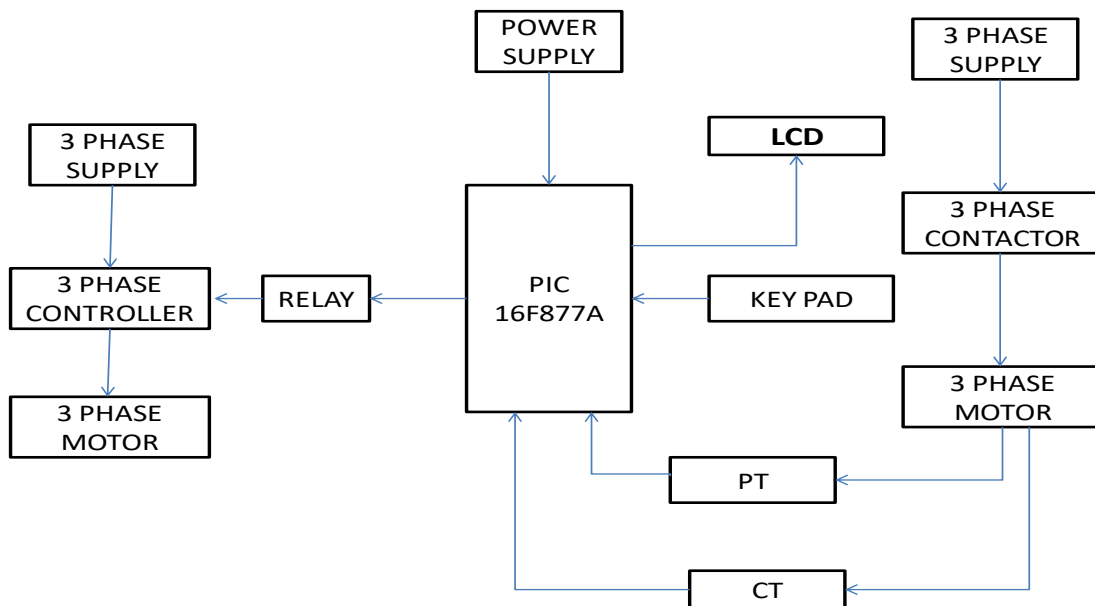 POWER
SUPPLY
3 PHASE
SUPPLY
LCD
3 PHASE
SUPPLY
3 PHASE
CONTACTOR
PIC
16F877A
3 PHASE
CONTROLLER
RELAY
KEY PAD
3 PHASE
MOTOR
3 PHASE
MOTOR
PT
CT